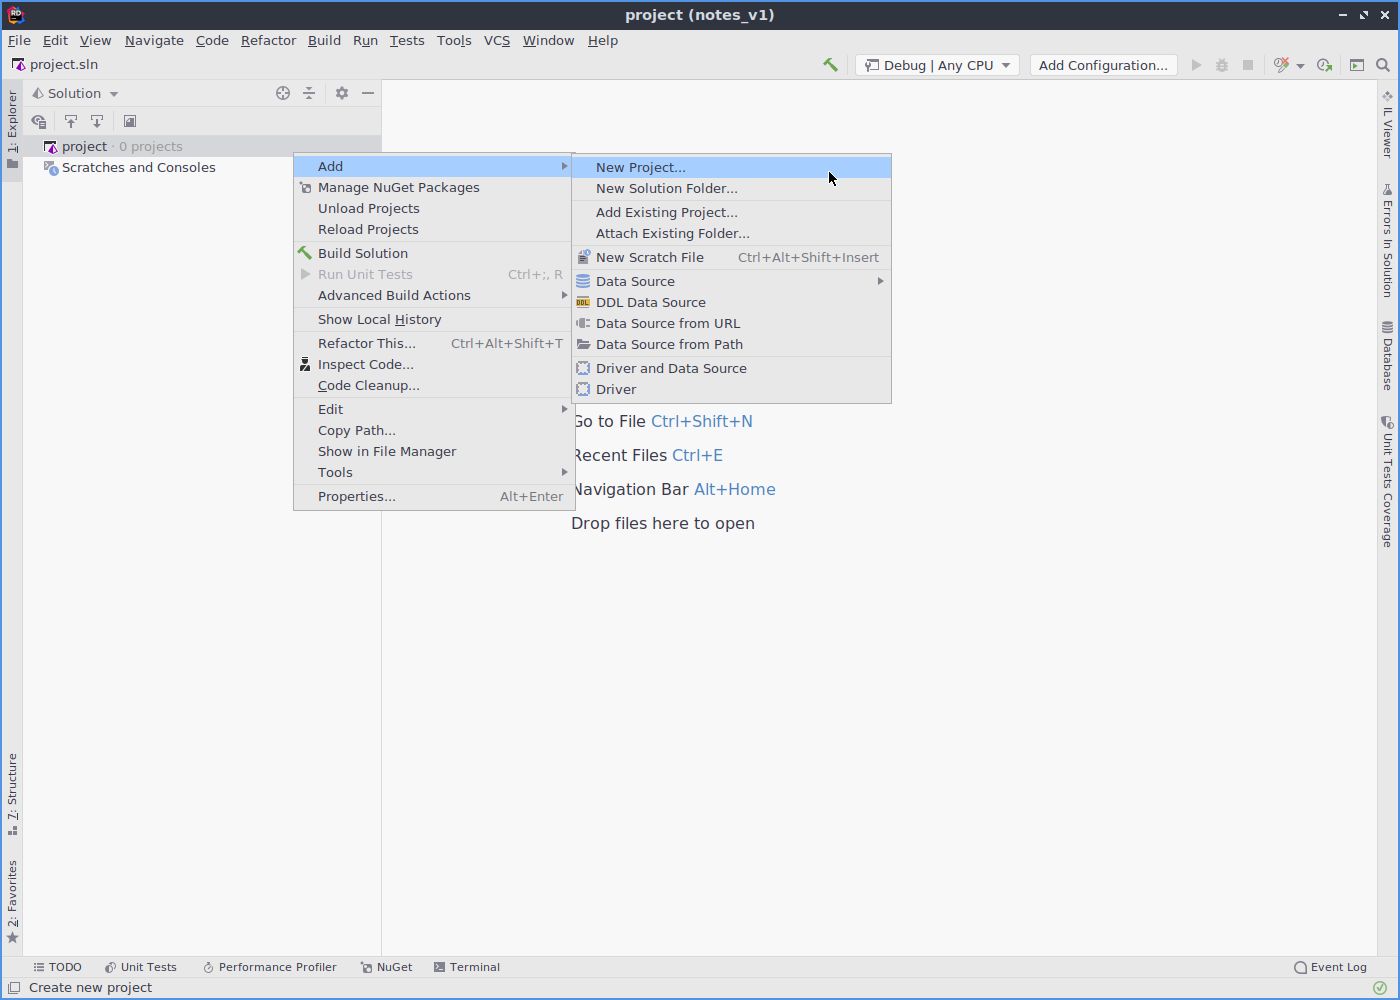 project (notes_v1)
File Edit View Navigate Code Refactor Build Run Tests Tools VCS Window Help
project.sln
Debug | Any CPU
Add Configuration...
Solution
project · 0 projects
Scratches and Consoles
Add
Manage NuGet Packages
Unload Projects
Reload Projects
Build Solution
Run Unit Tests Ctrl+;, R
Advanced Build Actions
Show Local History
Refactor This... Ctrl+Alt+Shift+T
Inspect Code...
Code Cleanup...
Edit
Copy Path...
Show in File Manager
Tools
Properties... Alt+Enter
New Project...
New Solution Folder...
Add Existing Project...
Attach Existing Folder...
New Scratch File Ctrl+Alt+Shift+Insert
Data Source
DDL Data Source
Data Source from URL
Data Source from Path
Driver and Data Source
Driver
Go to File Ctrl+Shift+N
Recent Files Ctrl+E
Navigation Bar Alt+Home
Drop files here to open
1: Explorer
7: Structure
2: Favorites
IL Viewer
Errors In Solution
Database
Unit Tests Coverage
TODO Unit Tests Performance Profiler NuGet Terminal Event Log
Create new project